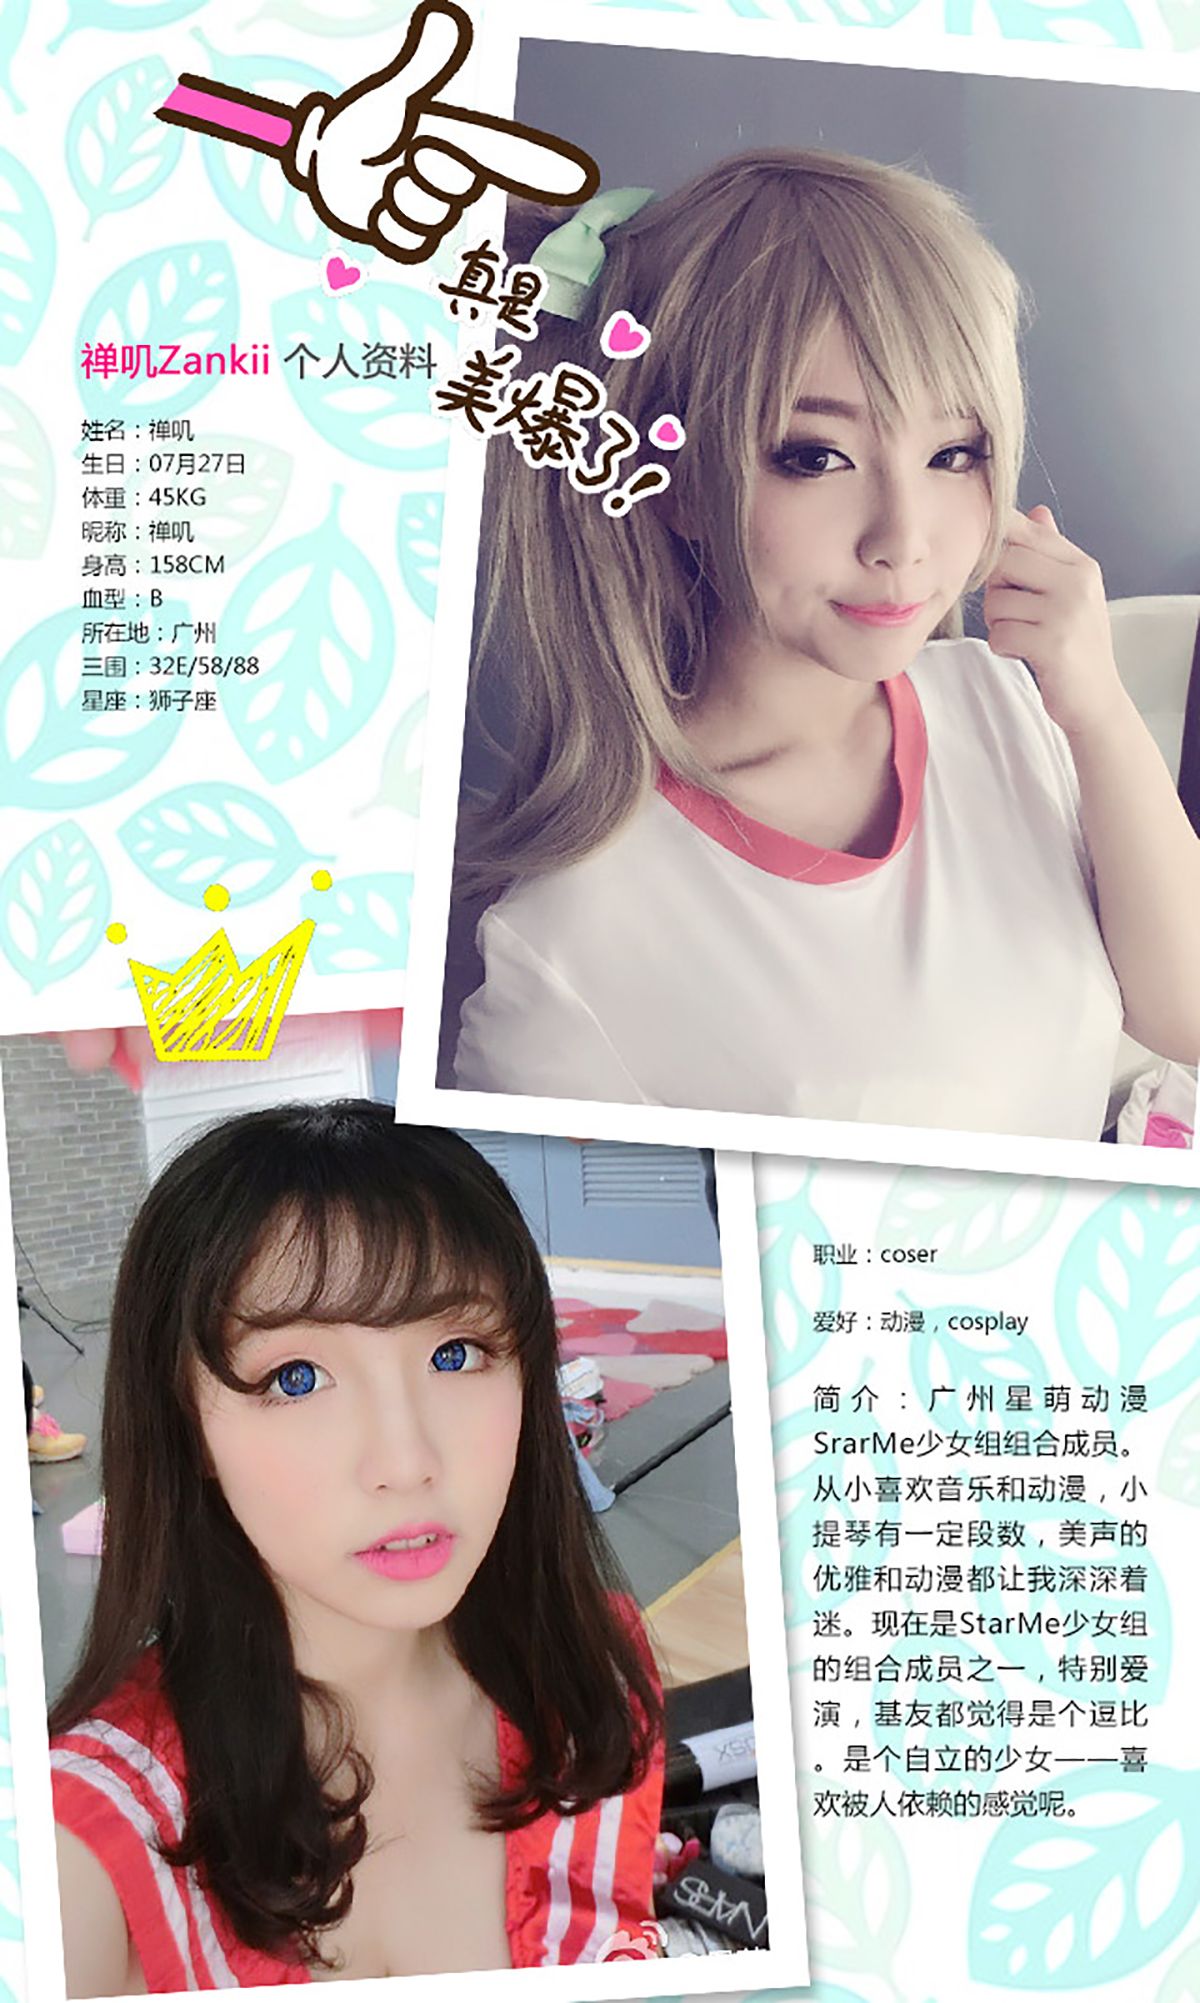 真是
美爆了!
禅叽Zankii 个人资料
姓名：禅叽
生日：07月27日
体重：45KG
昵称：禅叽
身高：158CM
血型：B
所在地：广州
三围：32E/58/88
星座：狮子座
职业：coser
爱好：动漫，cosplay
简介：广州星萌动漫
SrarMe少女组组合成员。
从小喜欢音乐和动漫，小
提琴有一定段数，美声的
优雅和动漫都让我深深着
迷。现在是StarMe少女组
的组合成员之一，特别爱
演，基友都觉得是个逗比
。是个自立的少女——喜
欢被人依赖的感觉呢。